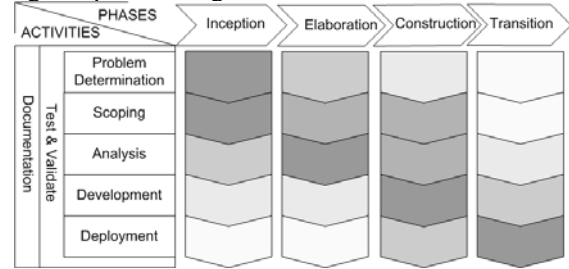 PHASES
ACTIVITIES
Inception
Elaboration
Construction
Transition
Documentation
Test & Validate
Problem
Determination
Scoping
Analysis
Development
Deployment